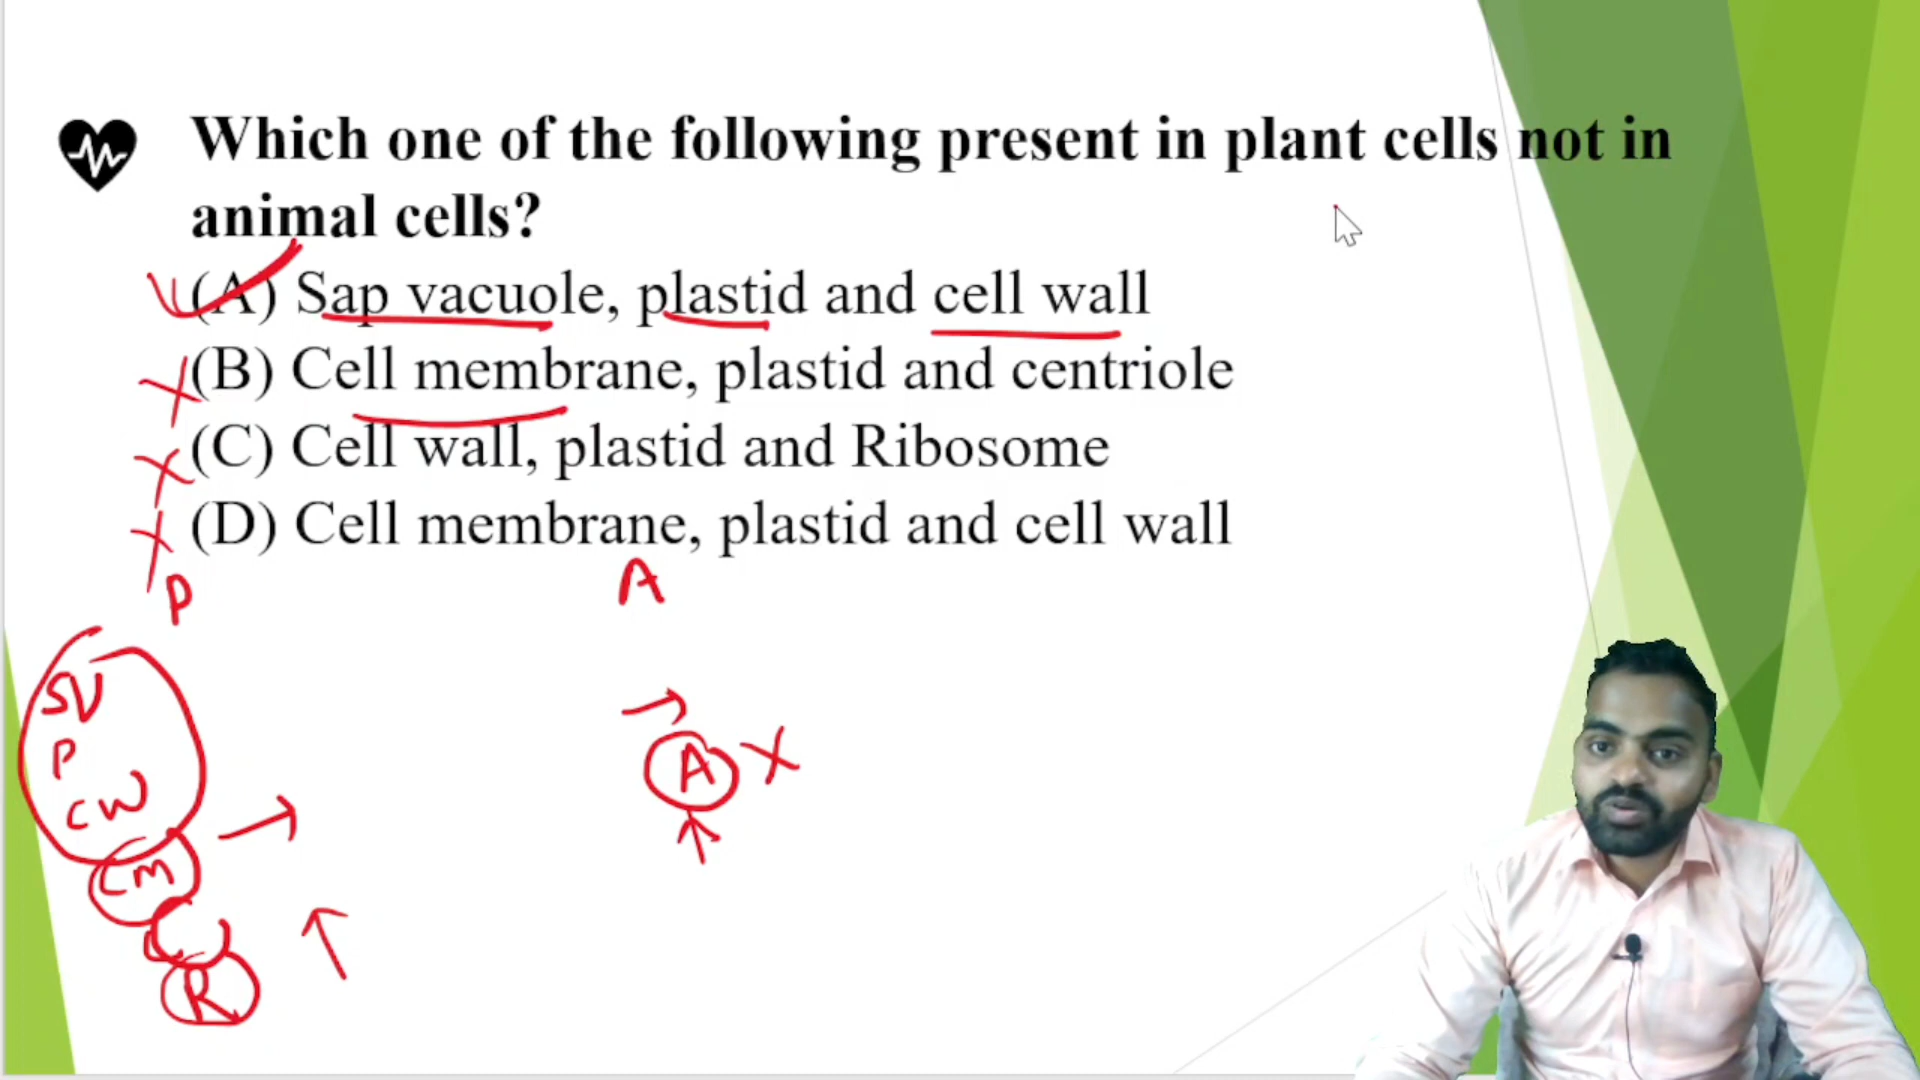 Which one of the following present in plant cells not in
animal cells?
(A) Sap vacuole, plastid and cell wall
(B) Cell membrane, plastid and centriole
(C) Cell wall, plastid and Ribosome
(D) Cell membrane, plastid and cell wall
P
A
SV
P
CW
A X
CM
C
R